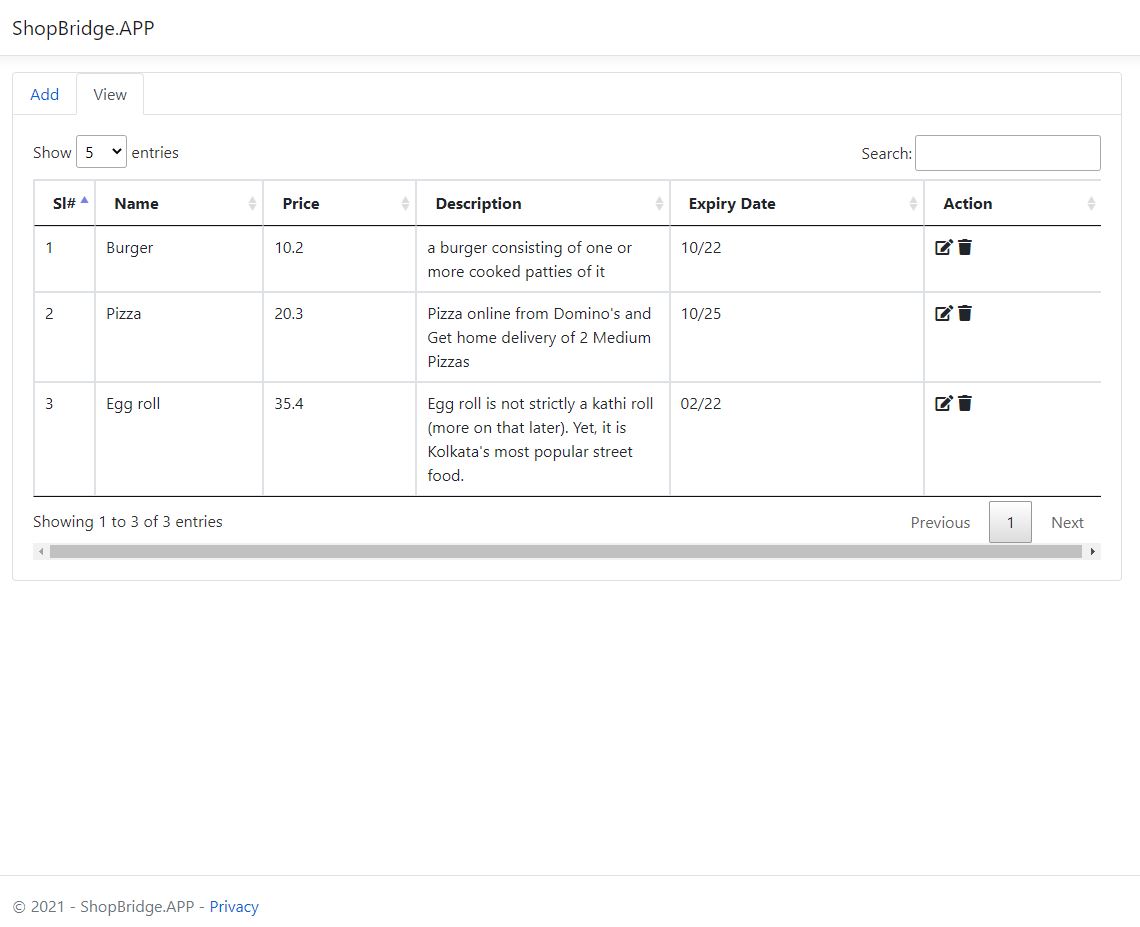 ShopBridge.APP
Add View
Show 5 entries Search:
Sl# Name Price Description Expiry Date Action
1 Burger 10.2 a burger consisting of one or 10/22
more cooked patties of it
2 Pizza 20.3 Pizza online from Domino's and 10/25
Get home delivery of 2 Medium
Pizzas
3 Egg roll 35.4 Egg roll is not strictly a kathi roll 02/22
(more on that later). Yet, it is
Kolkata's most popular street
food.
Showing 1 to 3 of 3 entries Previous 1 Next
© 2021 - ShopBridge.APP - Privacy